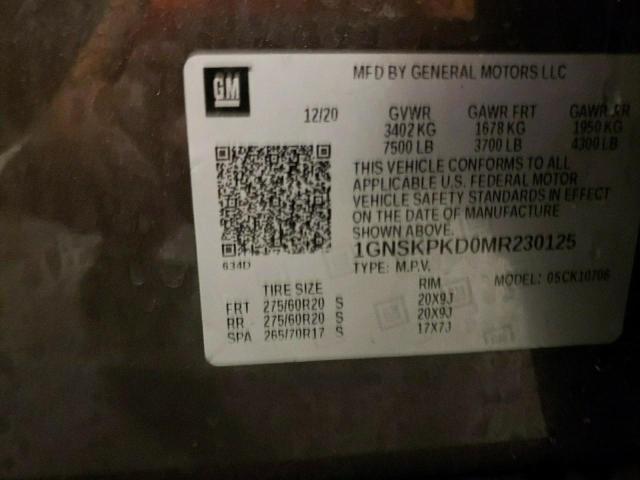 GM
MFD BY GENERAL MOTORS LLC
12/20 GVWR GAWR FRT GAWR RR
3402 KG 1678 KG 1950 KG
7500 LB 3700 LB 4300 LB
THIS VEHICLE CONFORMS TO ALL
APPLICABLE U.S. FEDERAL MOTOR
VEHICLE SAFETY STANDARDS IN EFFECT
ON THE DATE OF MANUFACTURE
SHOWN ABOVE.
1GNSKPKD0MR230125
634D
TYPE: M.P.V. MODEL: 05CK10706
TIRE SIZE RIM
FRT 275/60R20 S 20X9J
RR 275/60R20 S 20X9J
SPA 265/70R17 S 17X7J